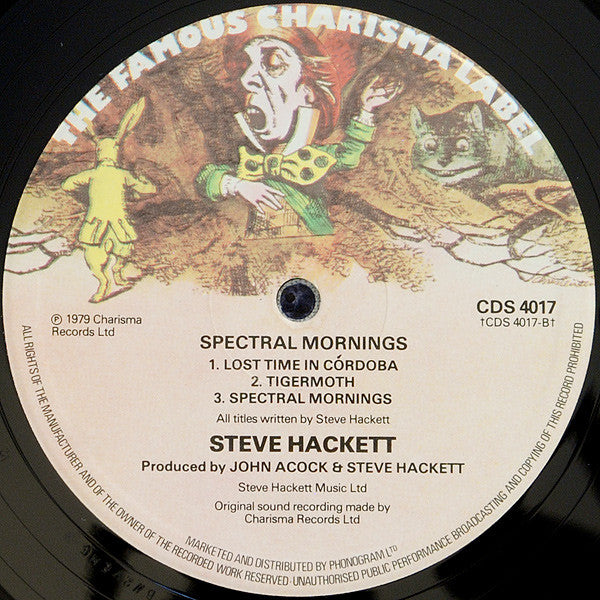 THE FAMOUS CHARISMA LABEL
℗ 1979 Charisma
Records Ltd
CDS 4017
†CDS 4017-B†
SPECTRAL MORNINGS
1. LOST TIME IN CÓRDOBA
2. TIGERMOTH
3. SPECTRAL MORNINGS
All titles written by Steve Hackett
STEVE HACKETT
Produced by JOHN ACOCK & STEVE HACKETT
Steve Hackett Music Ltd
Original sound recording made by
Charisma Records Ltd
MARKETED AND DISTRIBUTED BY PHONOGRAM LTD
ALL RIGHTS OF THE MANUFACTURER AND OF THE OWNER OF THE RECORDED WORK RESERVED · UNAUTHORISED PUBLIC PERFORMANCE BROADCASTING AND COPYING OF THIS RECORD PROHIBITED